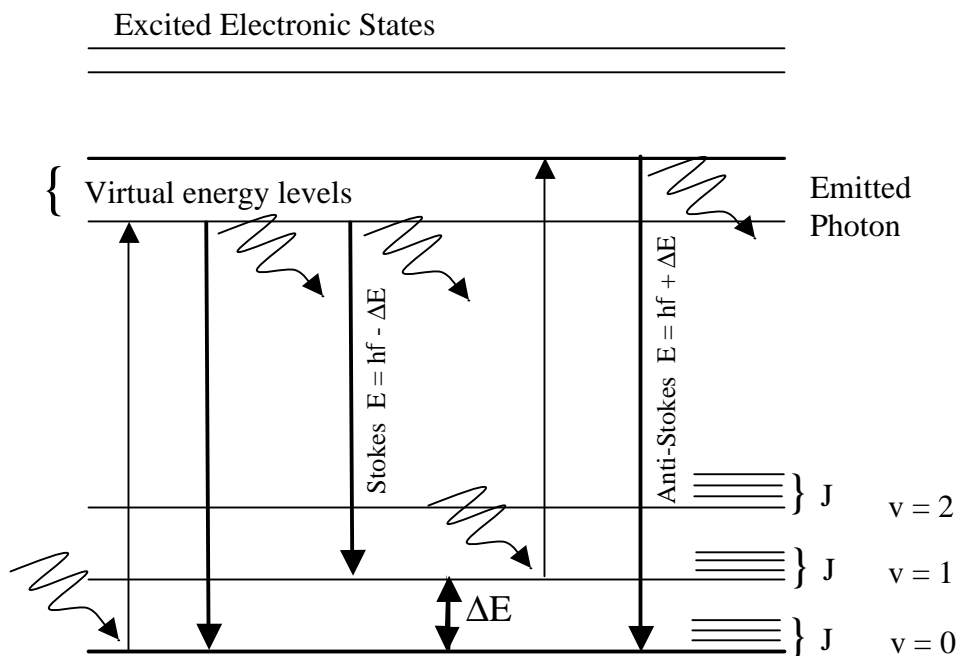 Excited Electronic States
{ Virtual energy levels
Emitted
Photon
Stokes E = hf - ΔE
Anti-Stokes E = hf + ΔE
} J v = 2
} J v = 1
ΔE
} J v = 0